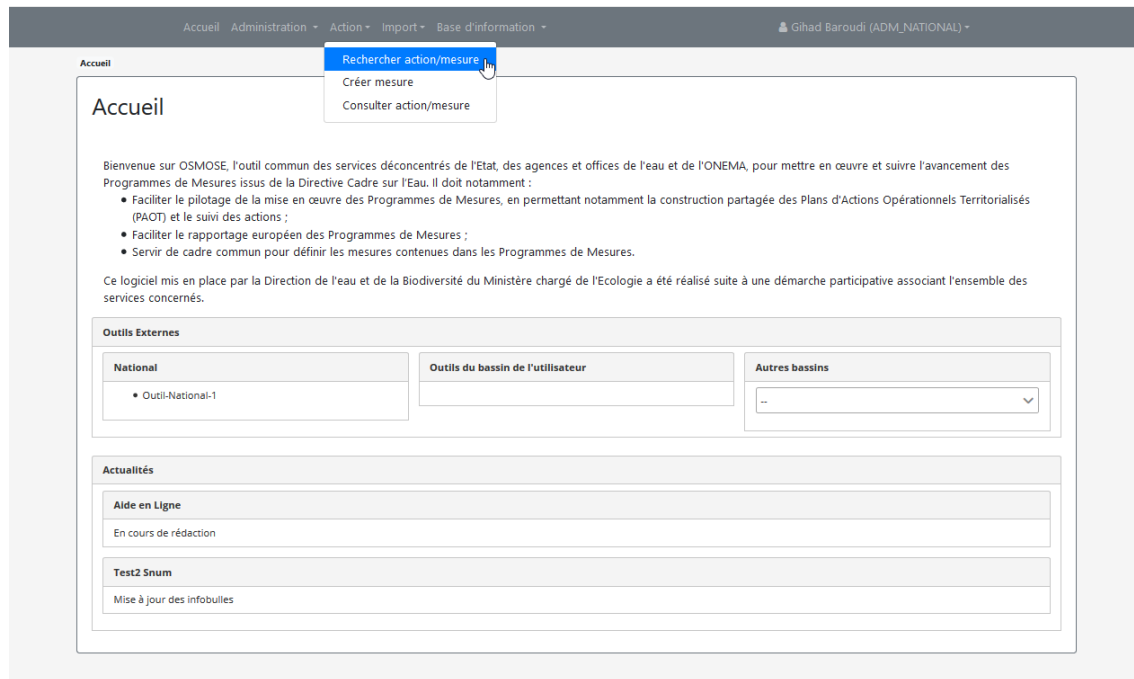 Accueil Administration Action Import Base d'information Gihad Baroudi (ADM_NATIONAL)
Rechercher action/mesure
Créer mesure
Consulter action/mesure
Accueil
Accueil
Bienvenue sur OSMOSE, l'outil commun des services déconcentrés de l'Etat, des agences et offices de l'eau et de l'ONEMA, pour mettre en œuvre et suivre l'avancement des
Programmes de Mesures issus de la Directive Cadre sur l'Eau. Il doit notamment :
• Faciliter le pilotage de la mise en œuvre des Programmes de Mesures, en permettant notamment la construction partagée des Plans d'Actions Opérationnels Territorialisés
(PAOT) et le suivi des actions ;
• Faciliter le rapportage européen des Programmes de Mesures ;
• Servir de cadre commun pour définir les mesures contenues dans les Programmes de Mesures.
Ce logiciel mis en place par la Direction de l'eau et de la Biodiversité du Ministère chargé de l'Ecologie a été réalisé suite à une démarche participative associant l'ensemble des
services concernés.
Outils Externes
National
• Outil-National-1
Outils du bassin de l'utilisateur
Autres bassins
--
Actualités
Aide en Ligne
En cours de rédaction
Test2 Snum
Mise à jour des infobulles